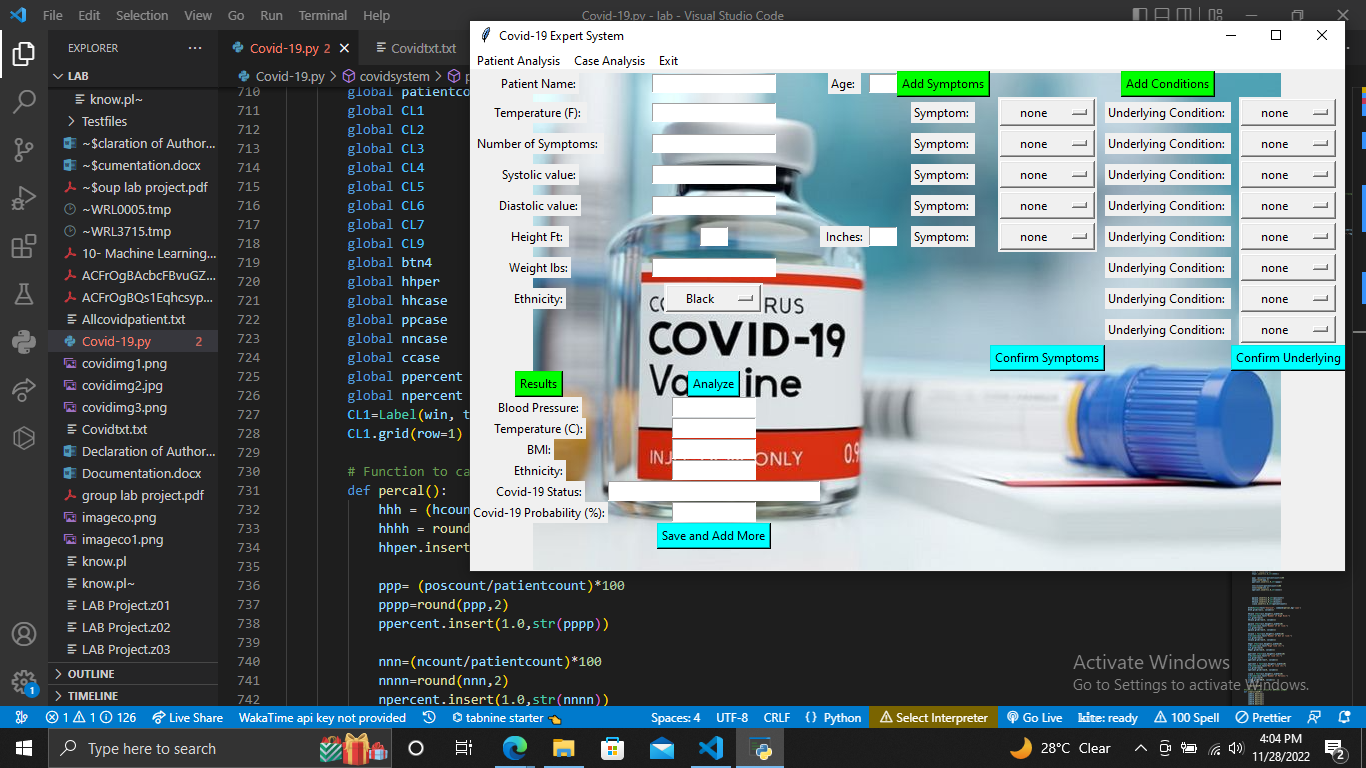 File Edit Selection View Go Run Terminal Help
Covid-19.py - lab - Visual Studio Code
EXPLORER
LAB
know.pl~
Testfiles
~$claration of Author...
~$cumentation.docx
~$oup lab project.pdf
~WRL0005.tmp
~WRL3715.tmp
10- Machine Learning...
ACFrOgBAcbcFBvuGZ...
ACFrOgBQs1Eqhcsyp...
Allcovidpatient.txt
Covid-19.py 2
covidimg1.png
covidimg2.jpg
covidimg3.png
Covidtxt.txt
Declaration of Author...
Documentation.docx
group lab project.pdf
imageco.png
imageco1.png
know.pl
know.pl~
LAB Project.z01
LAB Project.z02
LAB Project.z03
OUTLINE
TIMELINE
Covid-19.py 2 Covidtxt.txt
Covid-19.py > covidsystem >
710 global patientco
711 global CL1
712 global CL2
713 global CL3
714 global CL4
715 global CL5
716 global CL6
717 global CL7
718 global CL9
719 global btn4
720 global hhper
721 global hhcase
722 global ppcase
723 global nncase
724 global ccase
725 global ppercent
726 global npercent
727 CL1=Label(win, t
728 CL1.grid(row=1)
729
730 # Function to ca
731 def percal():
732 hhh = (hcoun
733 hhhh = round
734 hhper.insert
735
736 ppp= (poscount/patientcount)*100
737 pppp=round(ppp,2)
738 ppercent.insert(1.0,str(pppp))
739
740 nnn=(ncount/patientcount)*100
741 nnnn=round(nnn,2)
742 npercent.insert(1.0,str(nnnn))
Covid-19 Expert System
Patient Analysis Case Analysis Exit
Patient Name: Age: Add Symptoms Add Conditions
Temperature (F): Symptom: none Underlying Condition: none
Number of Symptoms: Symptom: none Underlying Condition: none
Systolic value: Symptom: none Underlying Condition: none
Diastolic value: Symptom: none Underlying Condition: none
Height Ft: Inches: Symptom: none Underlying Condition: none
Weight lbs: Underlying Condition: none
Ethnicity: Black Underlying Condition: none
Underlying Condition: none
Confirm Symptoms Confirm Underlying
Results Analyze
Blood Pressure:
Temperature (C):
BMI:
Ethnicity:
Covid-19 Status:
Covid-19 Probability (%):
Save and Add More
COVID-19
Activate Windows
Go to Settings to activate Windows.
1 1 126 Live Share WakaTime api key not provided tabnine starter Spaces: 4 UTF-8 CRLF Python Select Interpreter Go Live kite: ready 100 Spell Prettier
1
Type here to search
28°C Clear
4:04 PM
11/28/2022
2